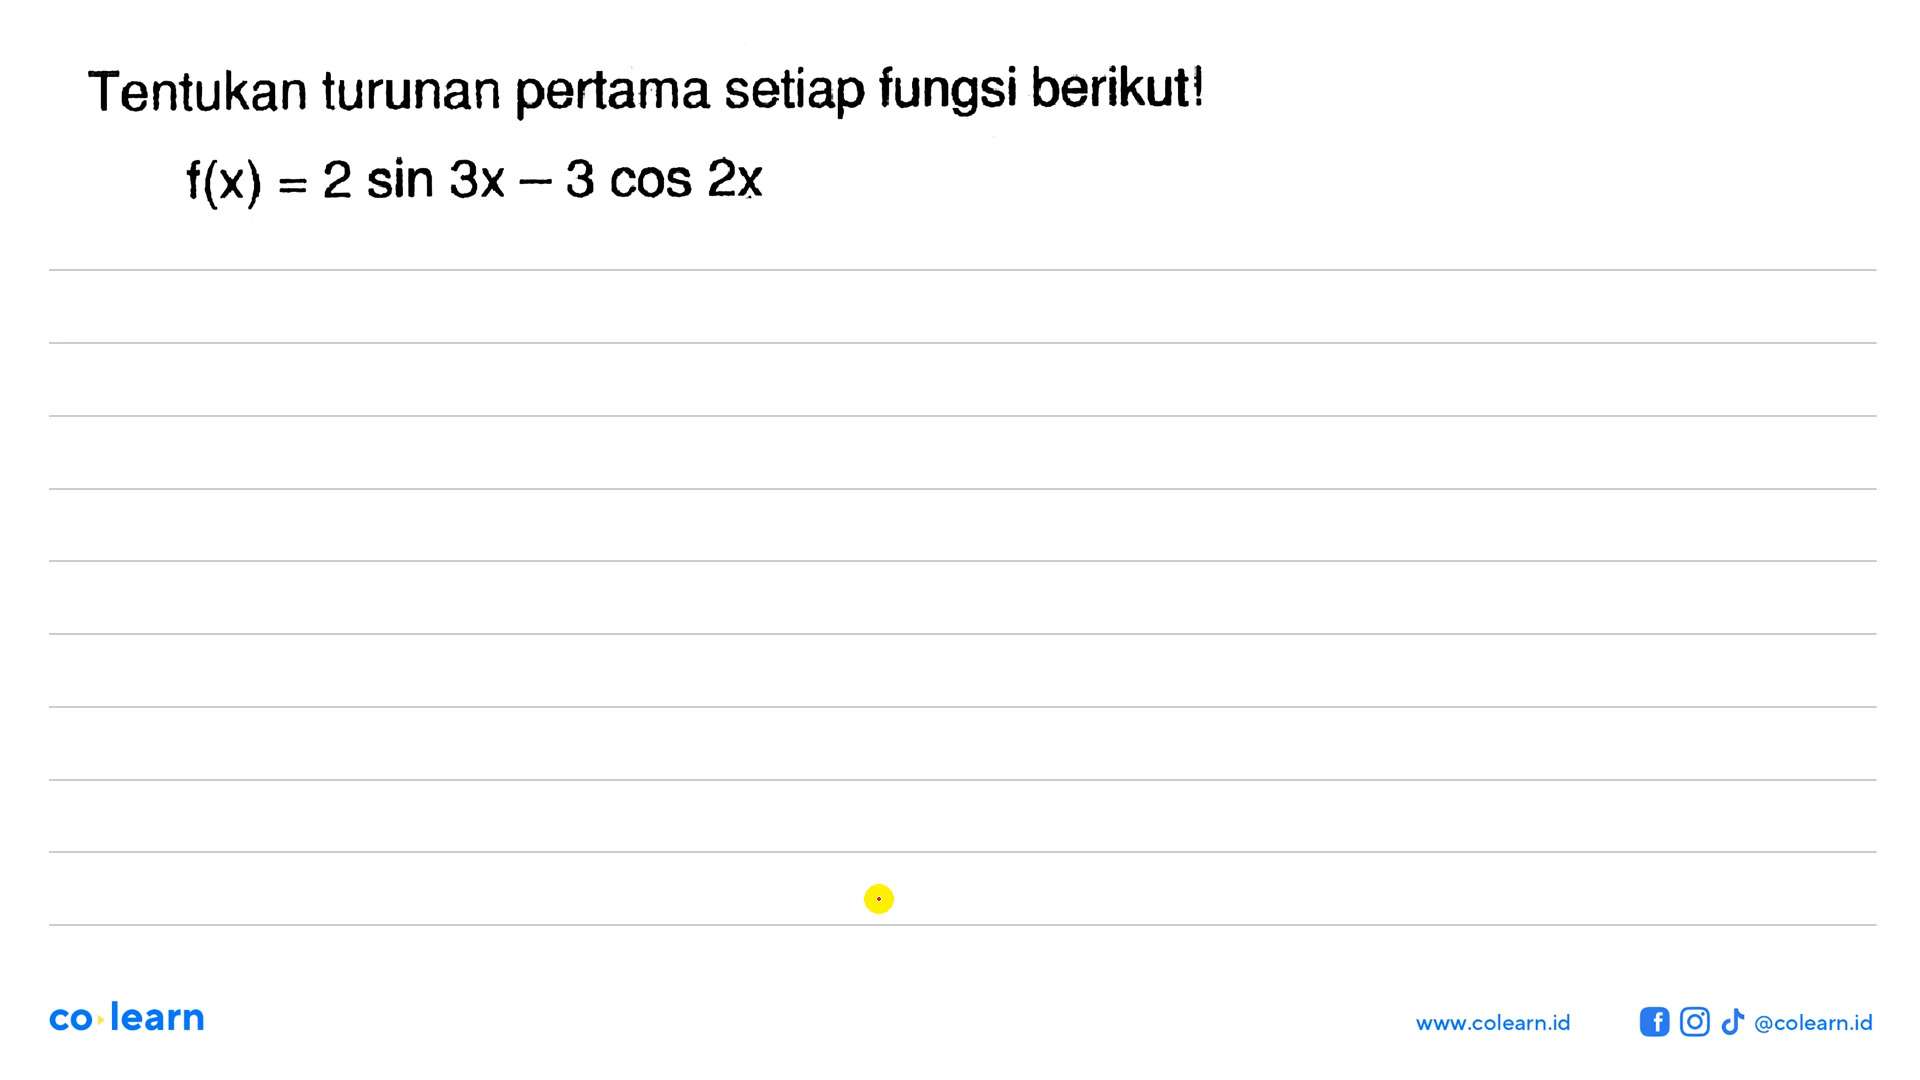 Tentukan turunan pertama setiap fungsi berikut!
f(x) = 2 sin 3x – 3 cos 2x
co learn
www.colearn.id
@colearn.id